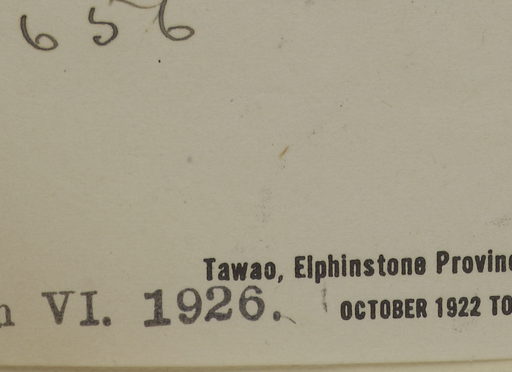 656
Tawao, Elphinstone Provinc
n VI. 1926.
OCTOBER 1922 TO